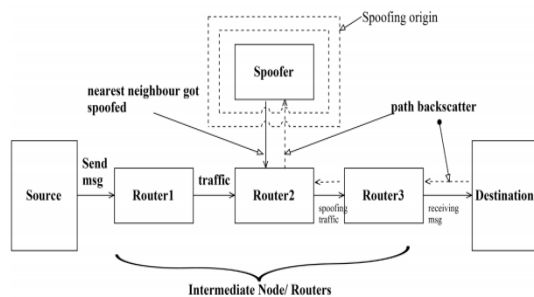 Spoofing origin
Spoofer
nearest neighbour got
spoofed
path backscatter
Source
Send
msg
Router1
traffic
Router2
spoofing
traffic
Router3
receiving
msg
Destination
Intermediate Node/ Routers